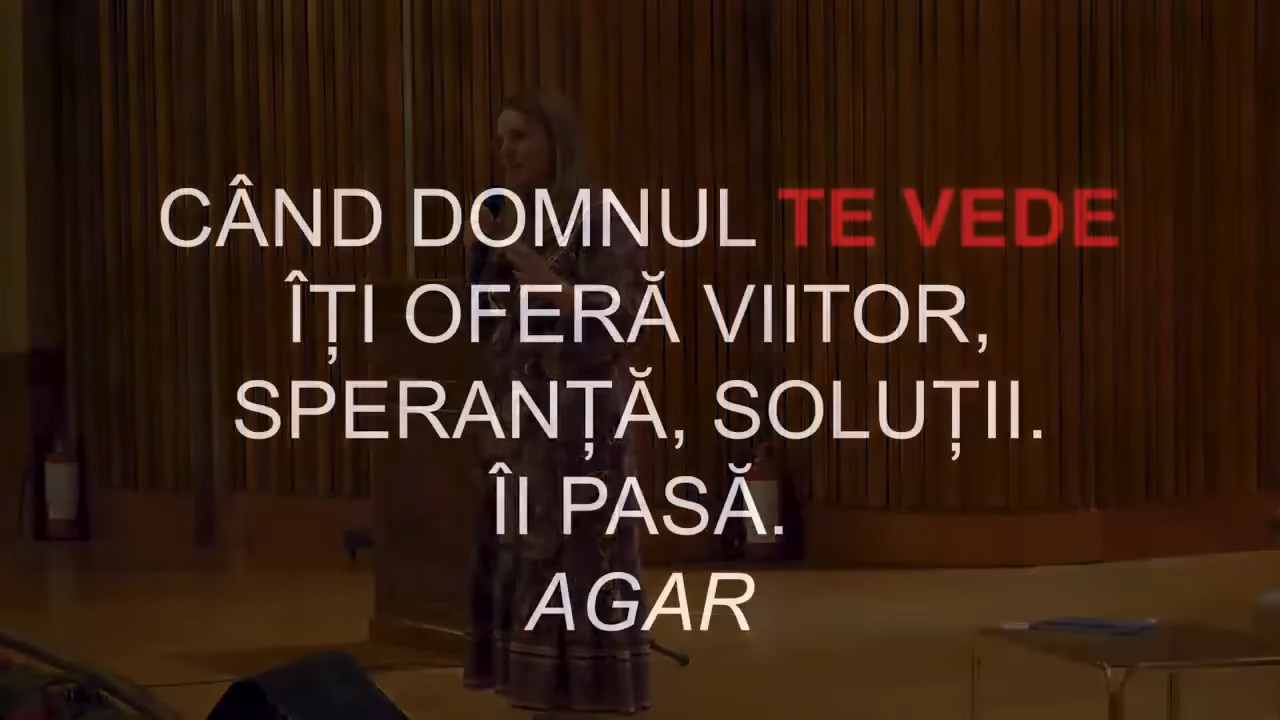 CÂND DOMNUL TE VEDE
ÎȚI OFERĂ VIITOR,
SPERANȚĂ, SOLUȚII.
ÎI PASĂ.
AGAR